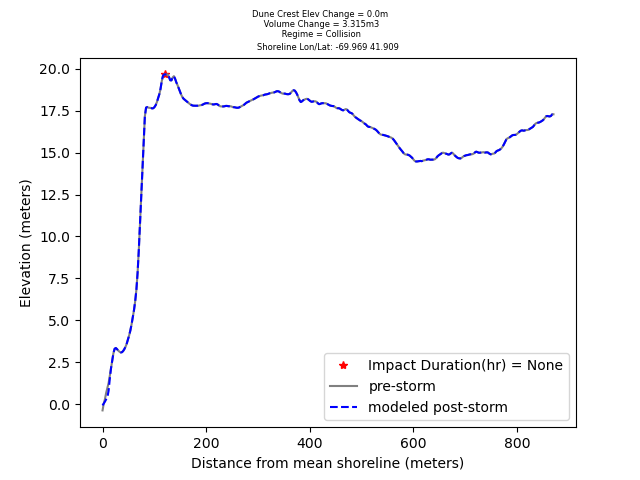 Dune Crest Elev Change = 0.0m
Volume Change = 3.315m3
Regime = Collision
Shoreline Lon/Lat: -69.969 41.909
20.0
17.5
15.0
12.5
10.0
7.5
5.0
2.5
0.0
Elevation (meters)
Impact Duration(hr) = None
pre-storm
modeled post-storm
0 200 400 600 800
Distance from mean shoreline (meters)